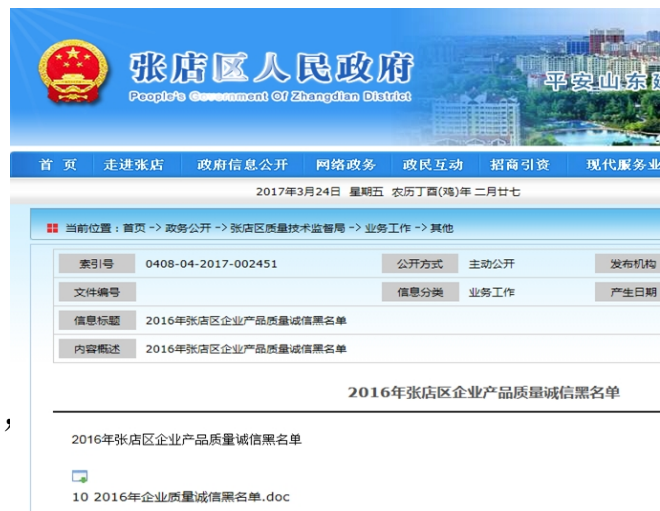 张店区人民政府
People's Government Of Zhangdian District
平安山东
首 页 走进张店 政府信息公开 网络政务 政民互动 招商引资 现代服务业
2017年3月24日 星期五 农历丁酉(鸡)年 二月廿七
当前位置：首页 -> 政务公开 -> 张店区质量技术监督局 -> 业务工作 -> 其他
索引号 0408-04-2017-002451 公开方式 主动公开 发布机构
文件编号 信息分类 业务工作 产生日期
信息标题 2016年张店区企业产品质量诚信黑名单
内容概述 2016年张店区企业产品质量诚信黑名单
2016年张店区企业产品质量诚信黑名单
，
2016年张店区企业产品质量诚信黑名单
10 2016年企业质量诚信黑名单.doc